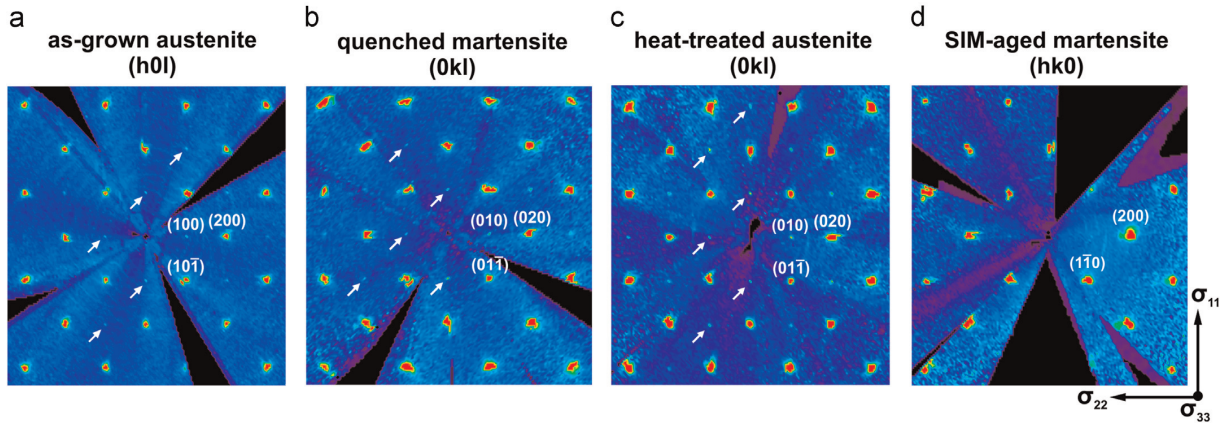 a
as-grown austenite
(h0l)
(100) (200)
(101̄)
b
quenched martensite
(0kl)
(010) (020)
(011̄)
c
heat-treated austenite
(0kl)
(010) (020)
(011̄)
d
SIM-aged martensite
(hk0)
(200)
(11̄0)
σ11
σ22
σ33